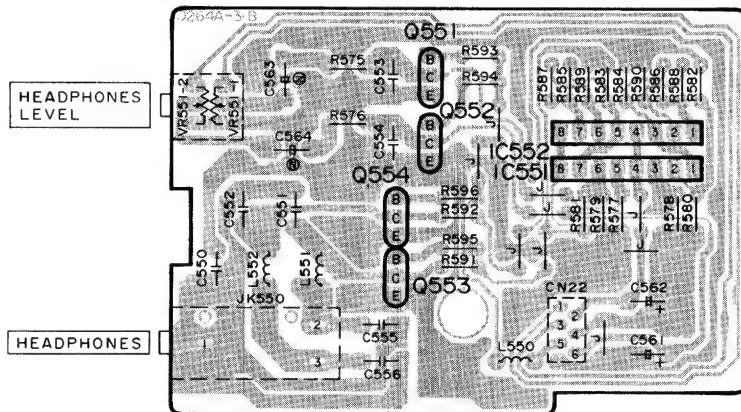 0264A-3-B
Q551
R593
R575
C563
C553
B
C
E
R594
R587
R585
R589
R583
R584
R590
R586
R588
R582
HEADPHONES
LEVEL
VR551-2
VR551-1
R576
Q552
C564
C554
B
C
E
J
8 7 6 5 4 3 2 1
IC552
J
IC551
8 7 6 5 4 3 2 1
N
N
Q554
B
C
E
R596
R592
C552
C551
J
J
R581
R579
R577
J
R578
R580
R595
R591
J
J
J
C550
L552
L551
B
C
E
Q553
JK550
CN22
C562
+
1
2
3
4
5
6
HEADPHONES
1
2
3
C555
C556
L550
J
C561
+